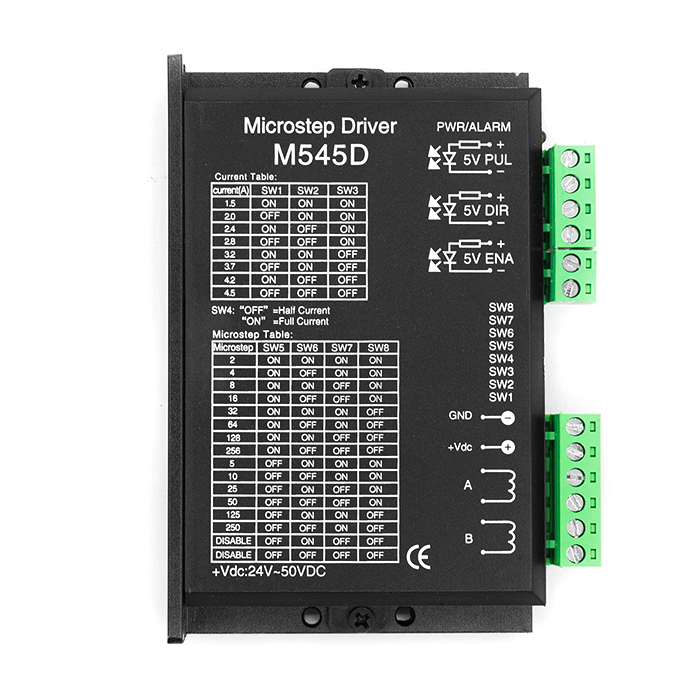 Microstep Driver
M545D
Current Table:
current(A) SW1 SW2 SW3
1.5 ON ON ON
2.0 OFF ON ON
2.4 ON OFF ON
2.8 OFF OFF ON
3.2 ON ON OFF
3.7 OFF ON OFF
4.2 ON OFF OFF
4.5 OFF OFF OFF
SW4: “OFF” =Half Current
“ON” =Full Current
Microstep Table:
Microstep SW5 SW6 SW7 SW8
2 ON ON ON ON
4 OFF ON ON ON
8 ON OFF ON ON
16 OFF OFF ON ON
32 ON ON OFF ON
64 OFF ON OFF ON
128 ON OFF OFF ON
256 OFF OFF OFF ON
5 ON ON ON OFF
10 OFF ON ON OFF
25 ON OFF ON OFF
50 OFF OFF ON OFF
125 ON ON OFF OFF
250 OFF ON OFF OFF
DISABLE ON OFF OFF OFF
DISABLE OFF OFF OFF OFF
+Vdc:24V~50VDC
PWR/ALARM
+
5V PUL
−
+
5V DIR
−
+
5V ENA
−
SW8
SW7
SW6
SW5
SW4
SW3
SW2
SW1
GND −
+Vdc +
A
B
CE